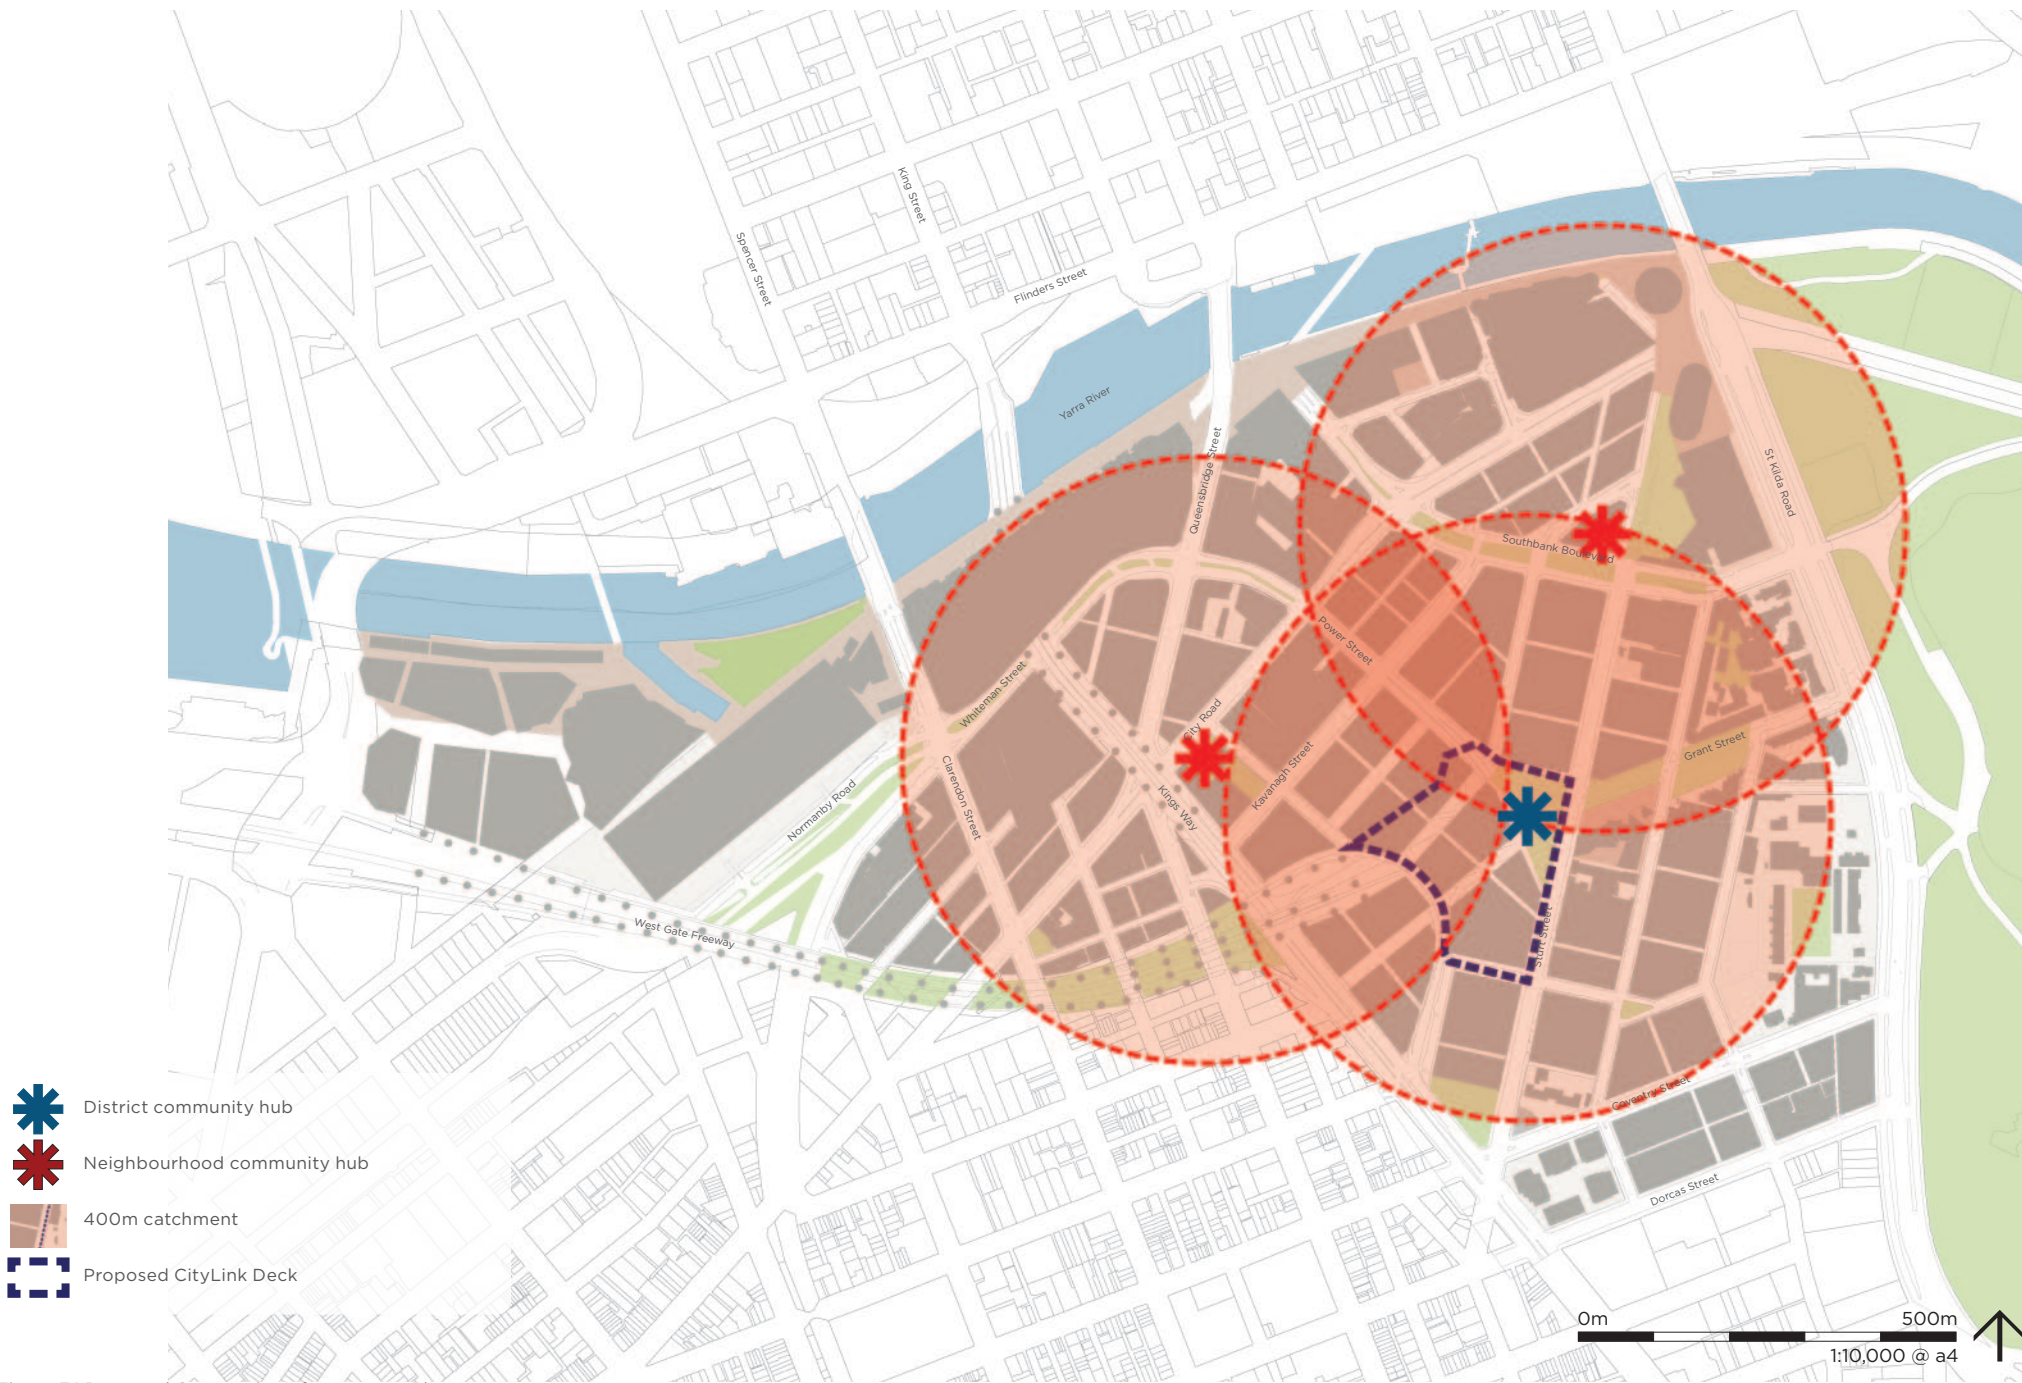 King Street
Spencer Street
Flinders Street
Yarra River
Queensbridge Street
St Kilda Road
Southbank Boulevard
Power Street
Whiteman Street
City Road
Grant Street
Kavanagh Street
Clarendon Street
Kings Way
Normanby Road
West Gate Freeway
Sturt Street
Coventry Street
Dorcas Street
District community hub
Neighbourhood community hub
400m catchment
Proposed CityLink Deck
0m 500m
1:10,000 @ a4